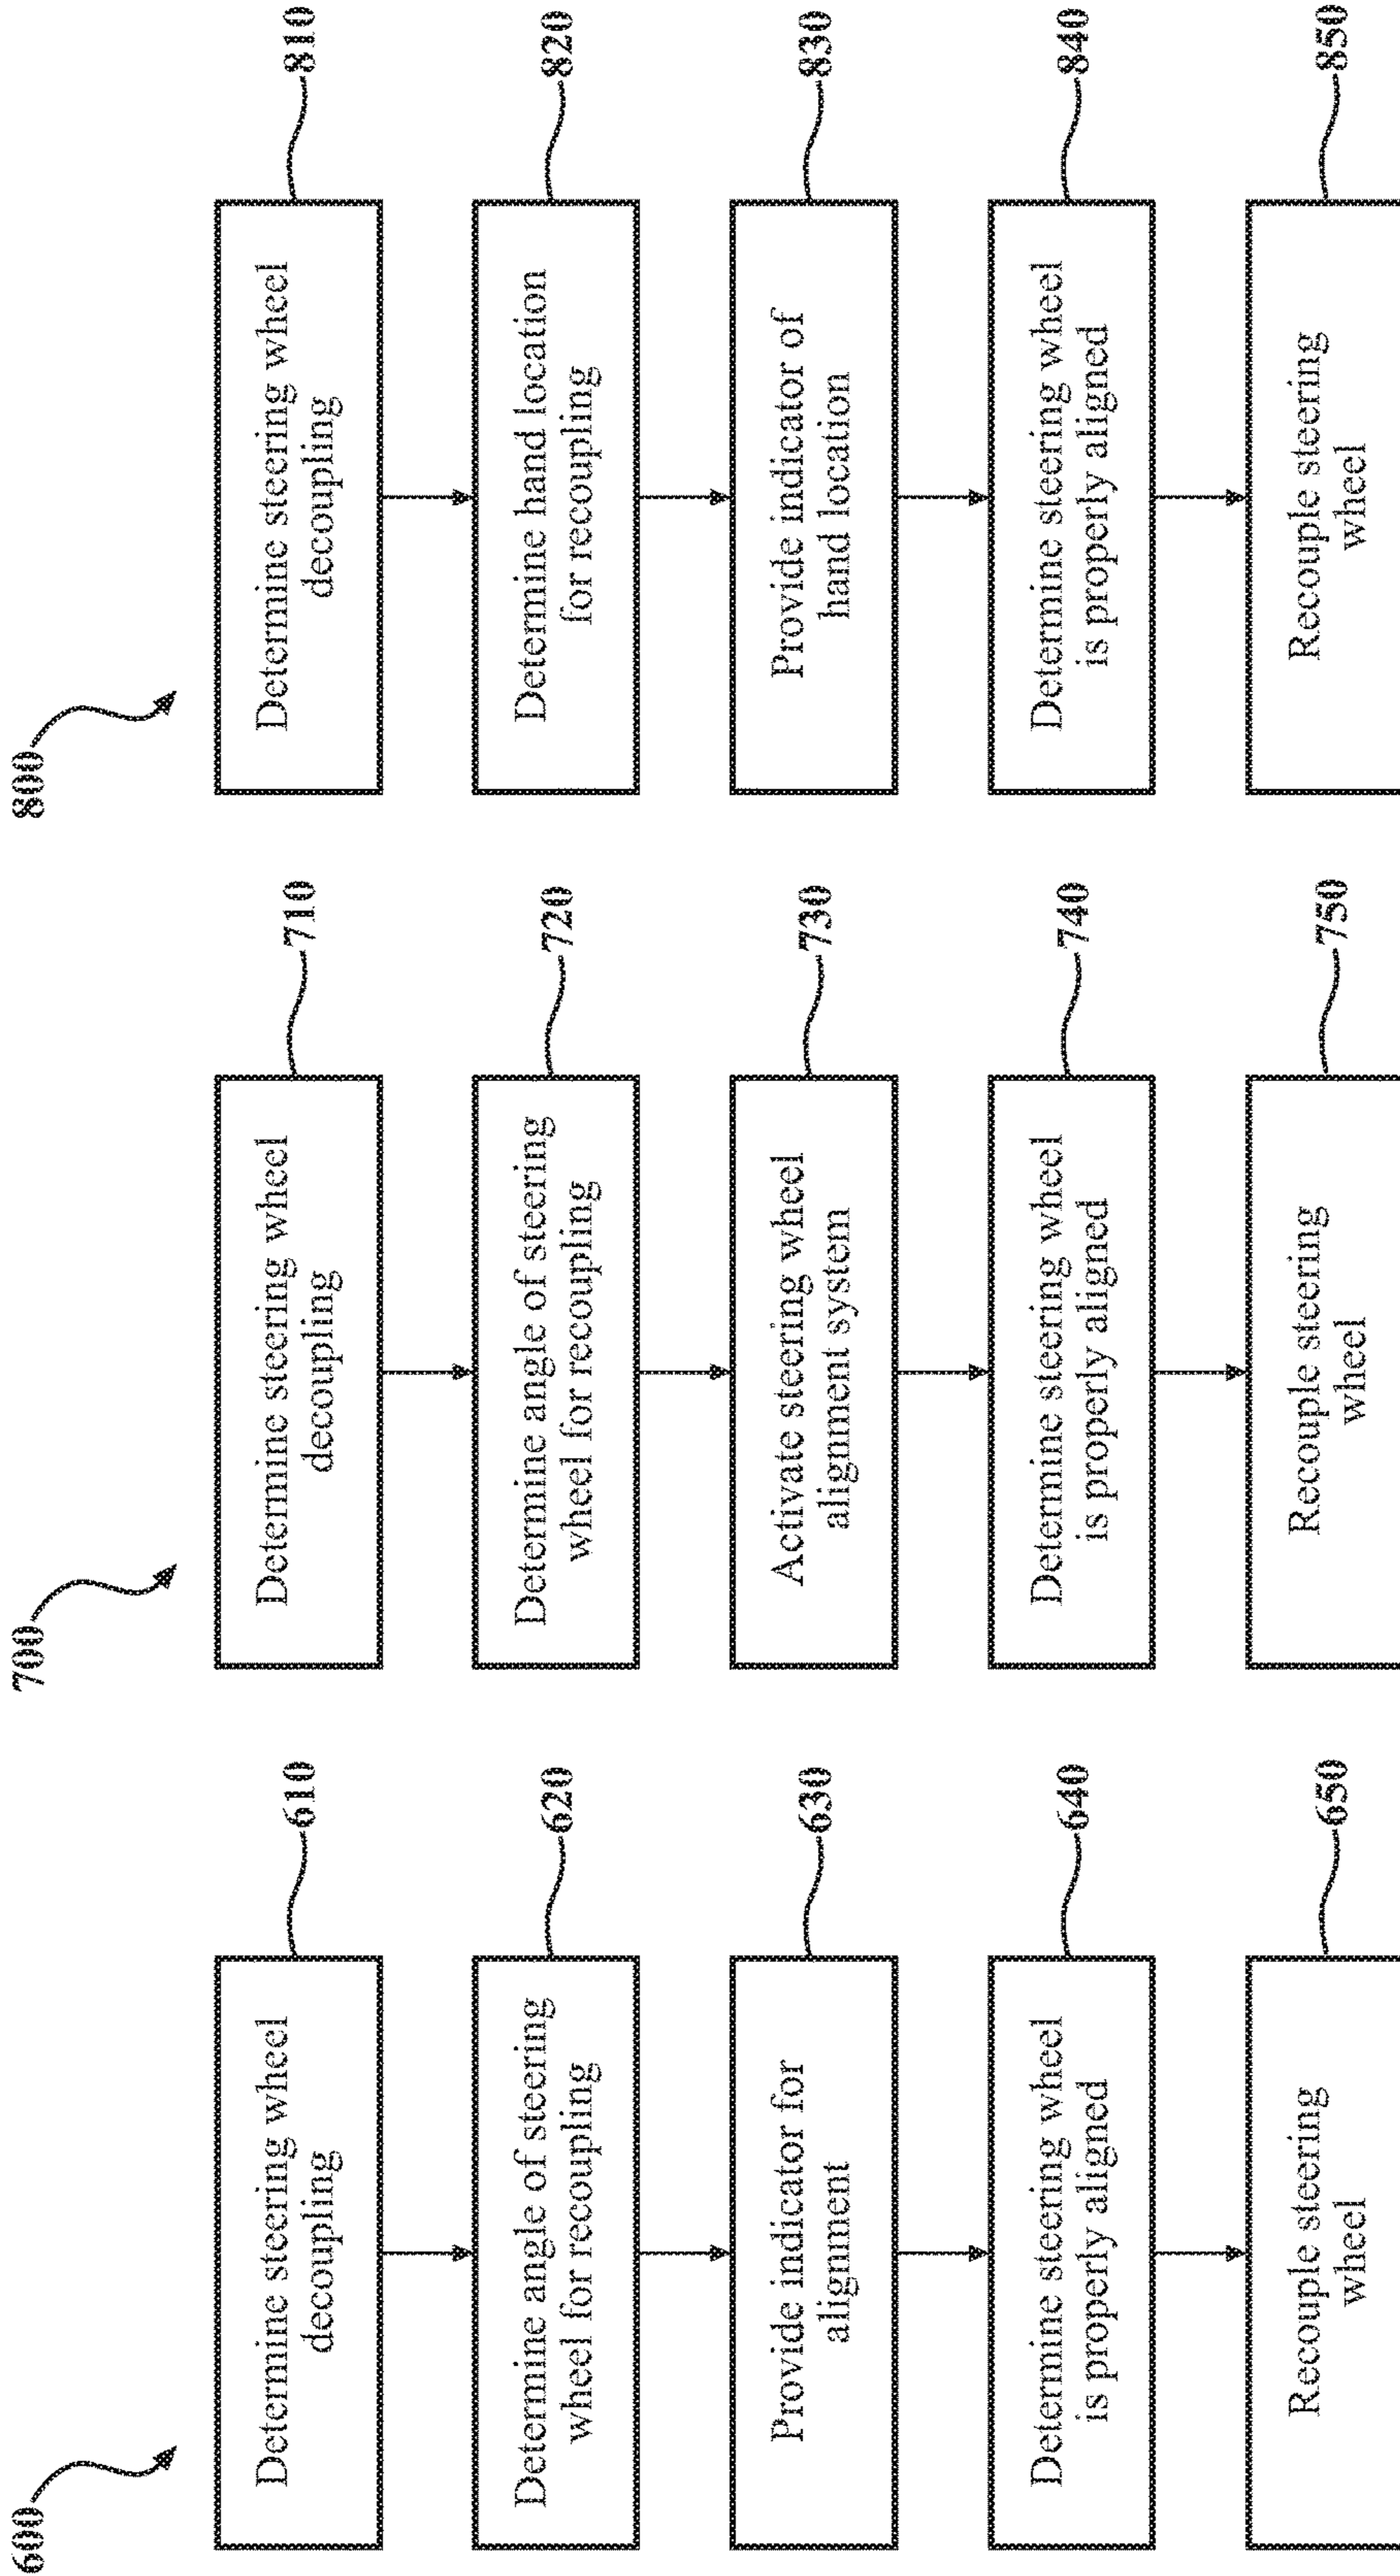 600
Determine steering wheel
decoupling
610
Determine angle of steering
wheel for recoupling
620
Provide indicator for
alignment
630
Determine steering wheel
is properly aligned
640
Recouple steering
wheel
650
700
Determine steering wheel
decoupling
710
Determine angle of steering
wheel for recoupling
720
Activate steering wheel
alignment system
730
Determine steering wheel
is properly aligned
740
Recouple steering
wheel
750
800
Determine steering wheel
decoupling
810
Determine hand location
for recoupling
820
Provide indicator of
hand location
830
Determine steering wheel
is properly aligned
840
Recouple steering
wheel
850